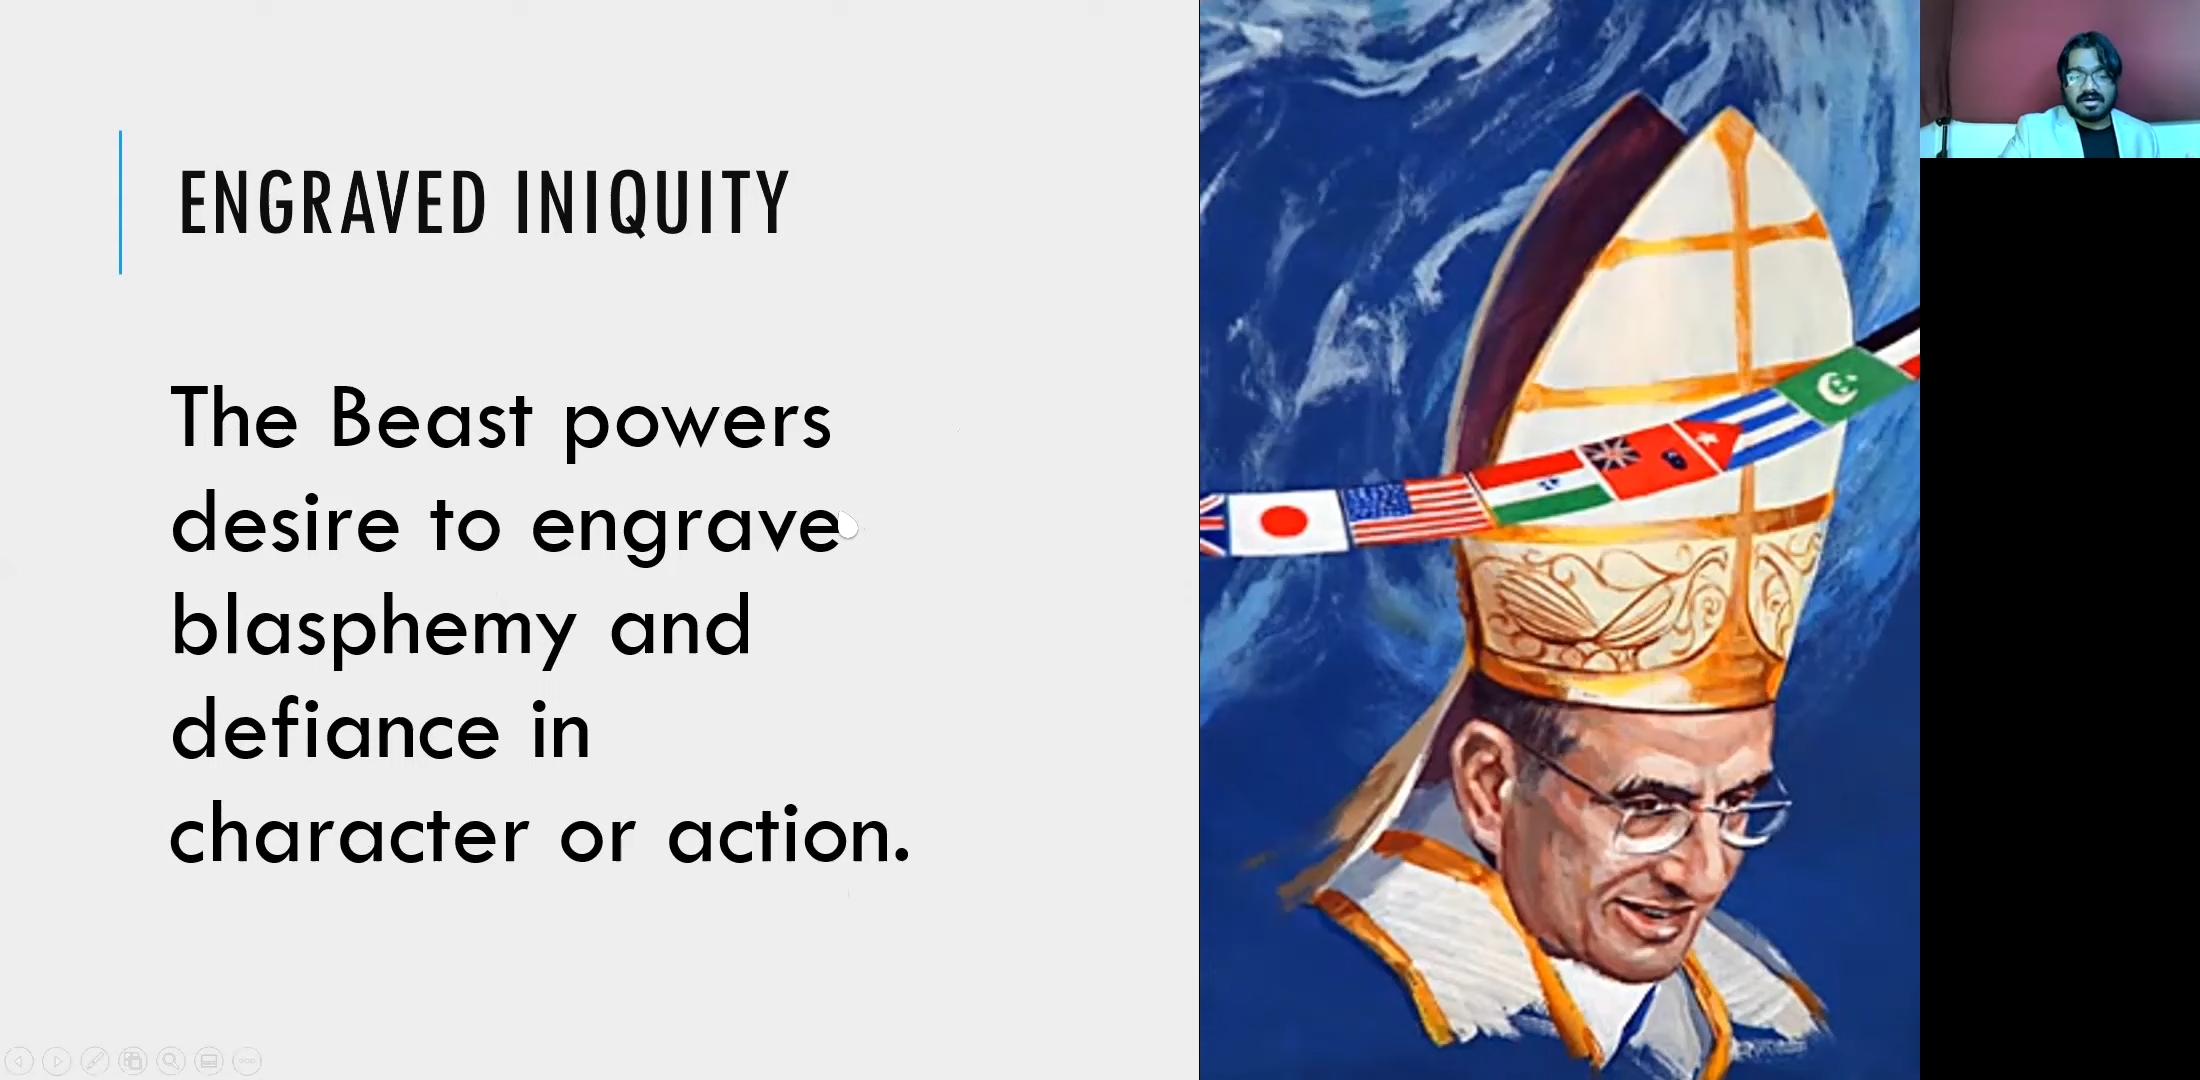 ENGRAVED INIQUITY
The Beast powers
desire to engrave
blasphemy and
defiance in
character or action.